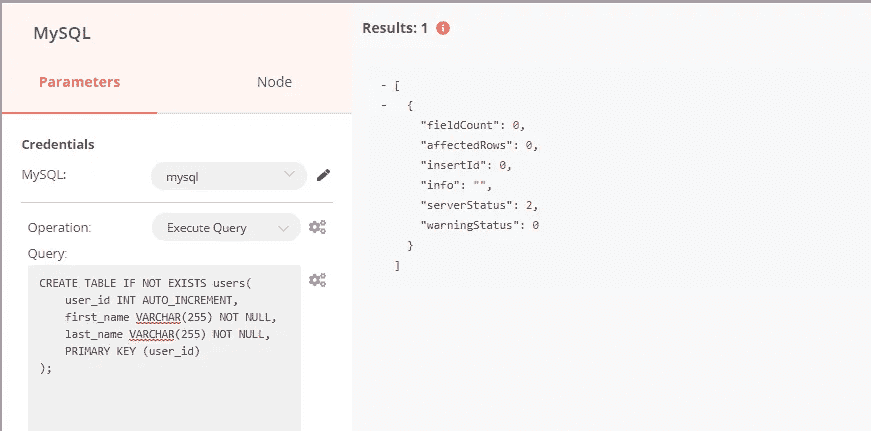 MySQL
Parameters
Node
Credentials
MySQL:
mysql
Operation:
Execute Query
Query:
CREATE TABLE IF NOT EXISTS users(
    user_id INT AUTO_INCREMENT,
    first_name VARCHAR(255) NOT NULL,
    last_name VARCHAR(255) NOT NULL,
    PRIMARY KEY (user_id)
);
Results: 1
- [
-   {
      "fieldCount": 0,
      "affectedRows": 0,
      "insertId": 0,
      "info": "",
      "serverStatus": 2,
      "warningStatus": 0
    }
  ]